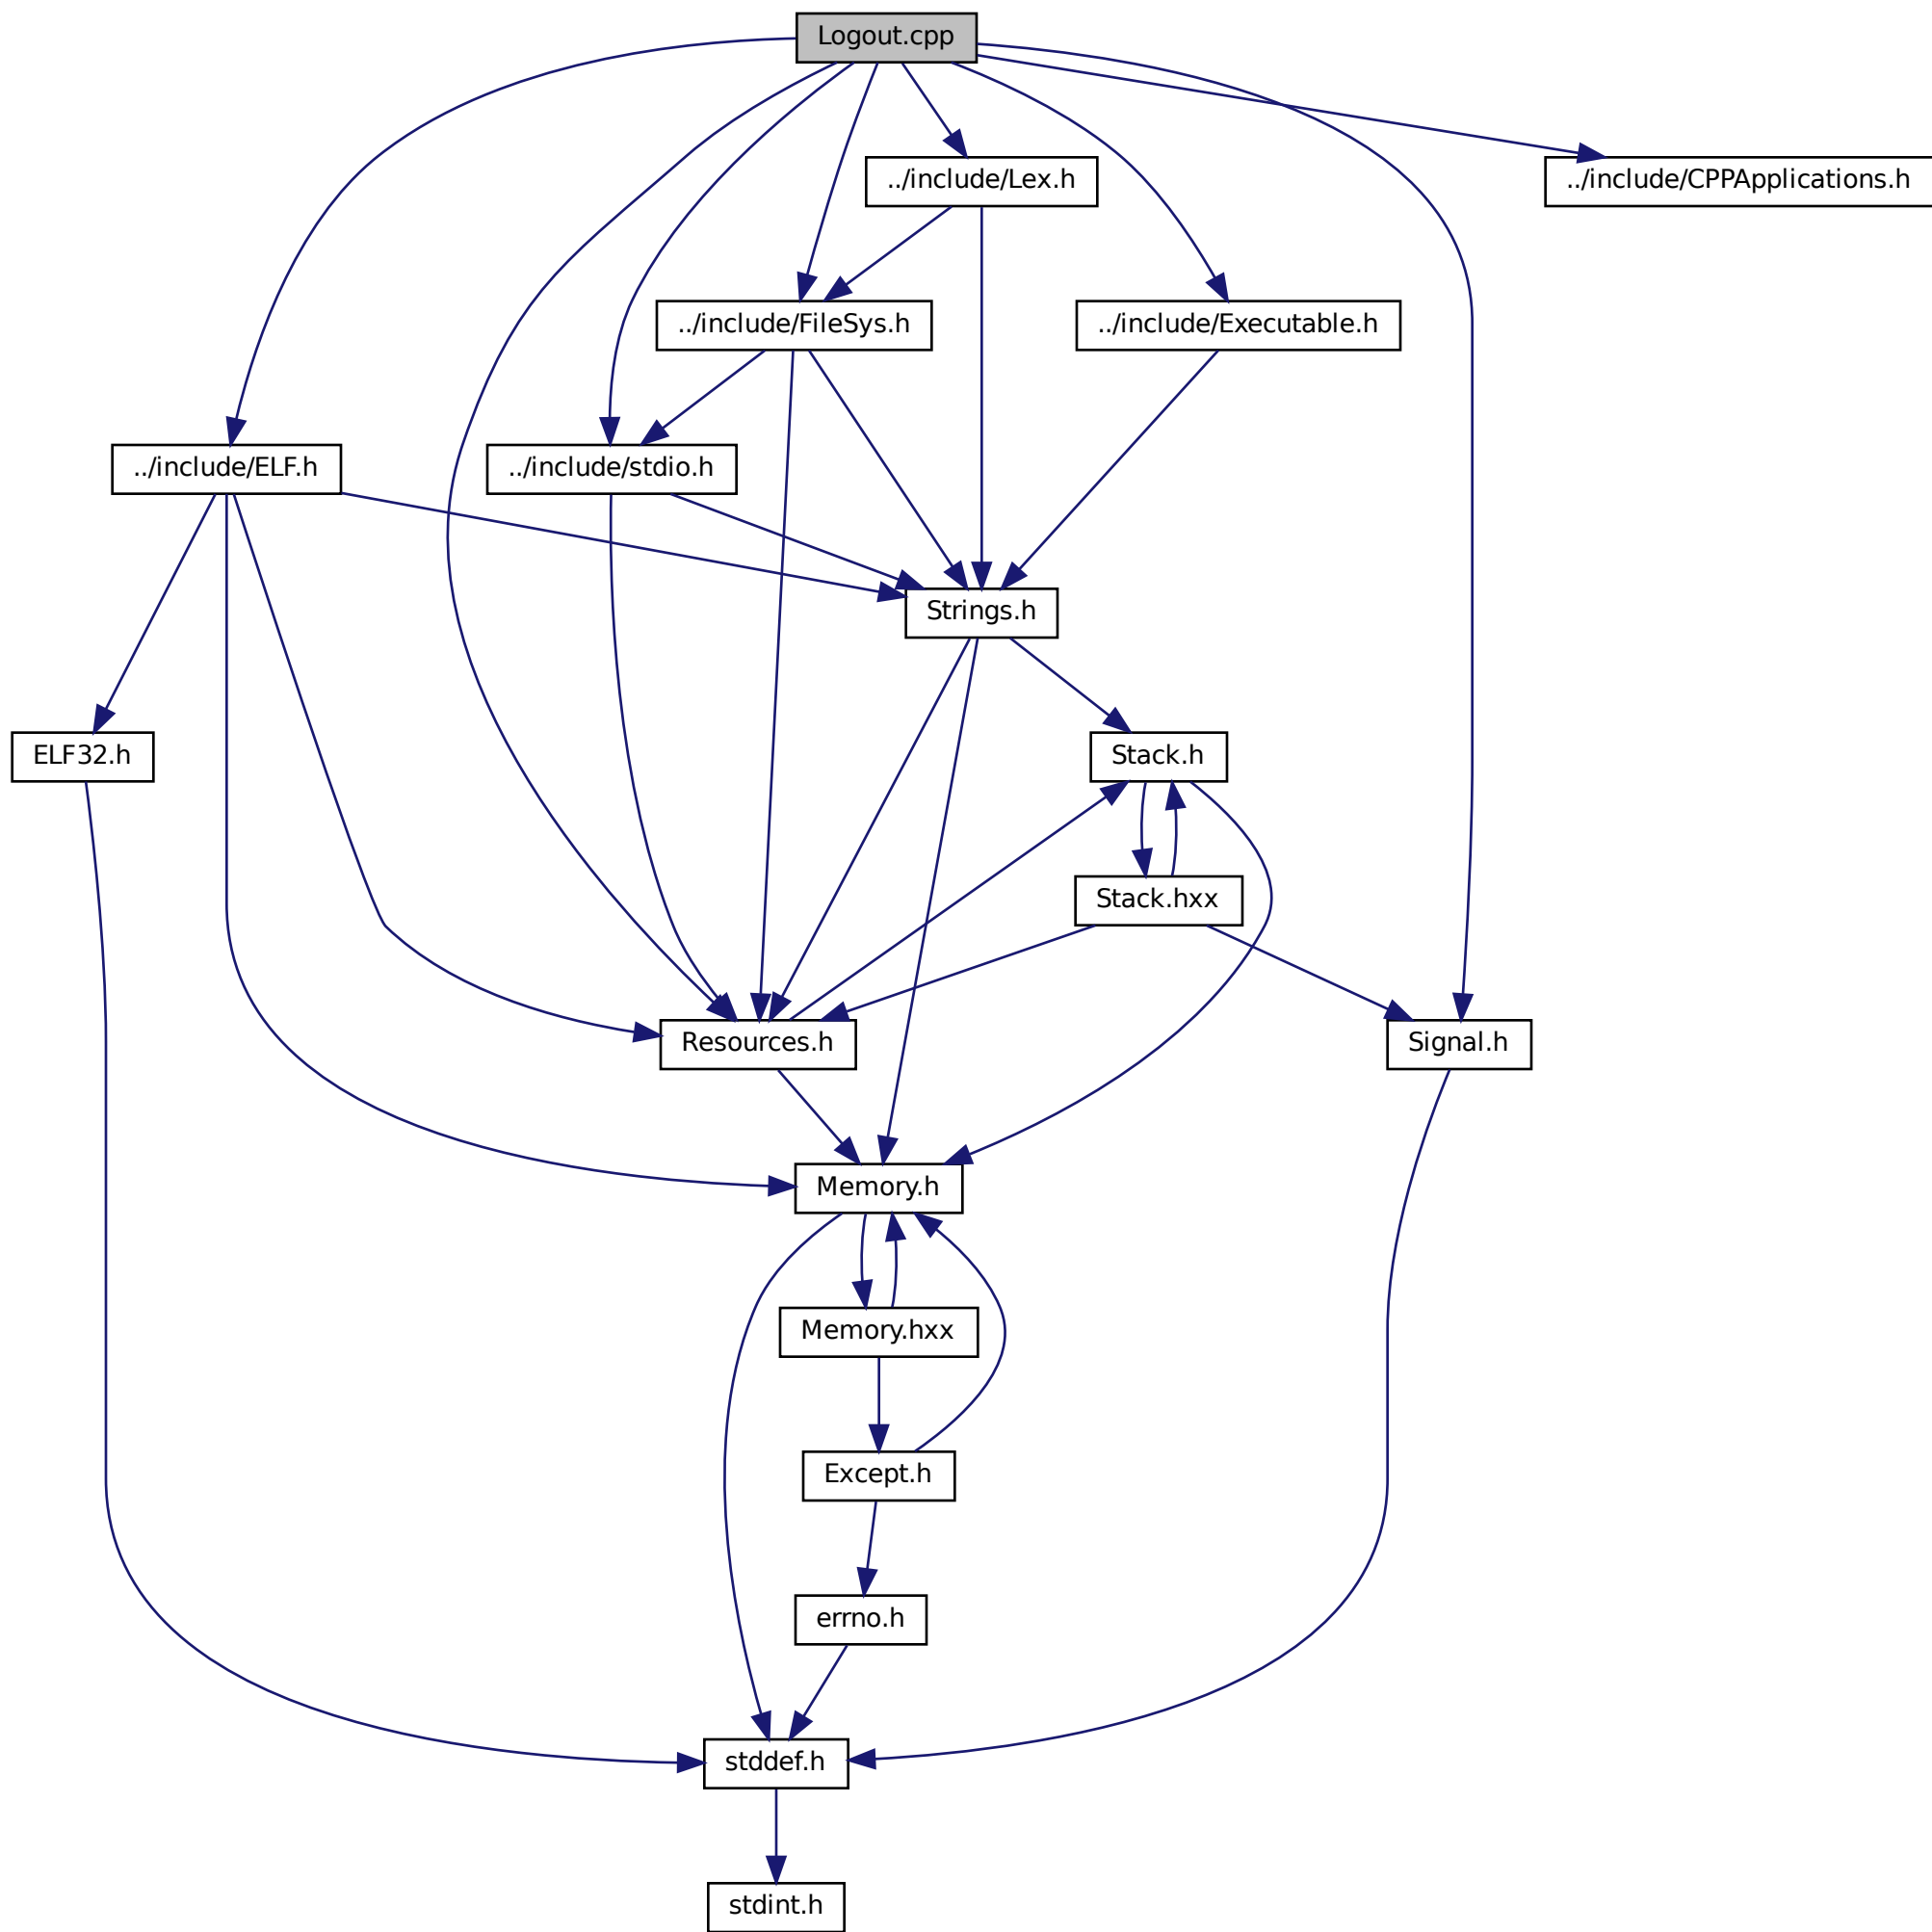 Logout.cpp
../include/Lex.h
../include/CPPApplications.h
../include/FileSys.h
../include/Executable.h
../include/ELF.h
../include/stdio.h
Strings.h
ELF32.h
Stack.h
Stack.hxx
Resources.h
Signal.h
Memory.h
Memory.hxx
Except.h
errno.h
stddef.h
stdint.h